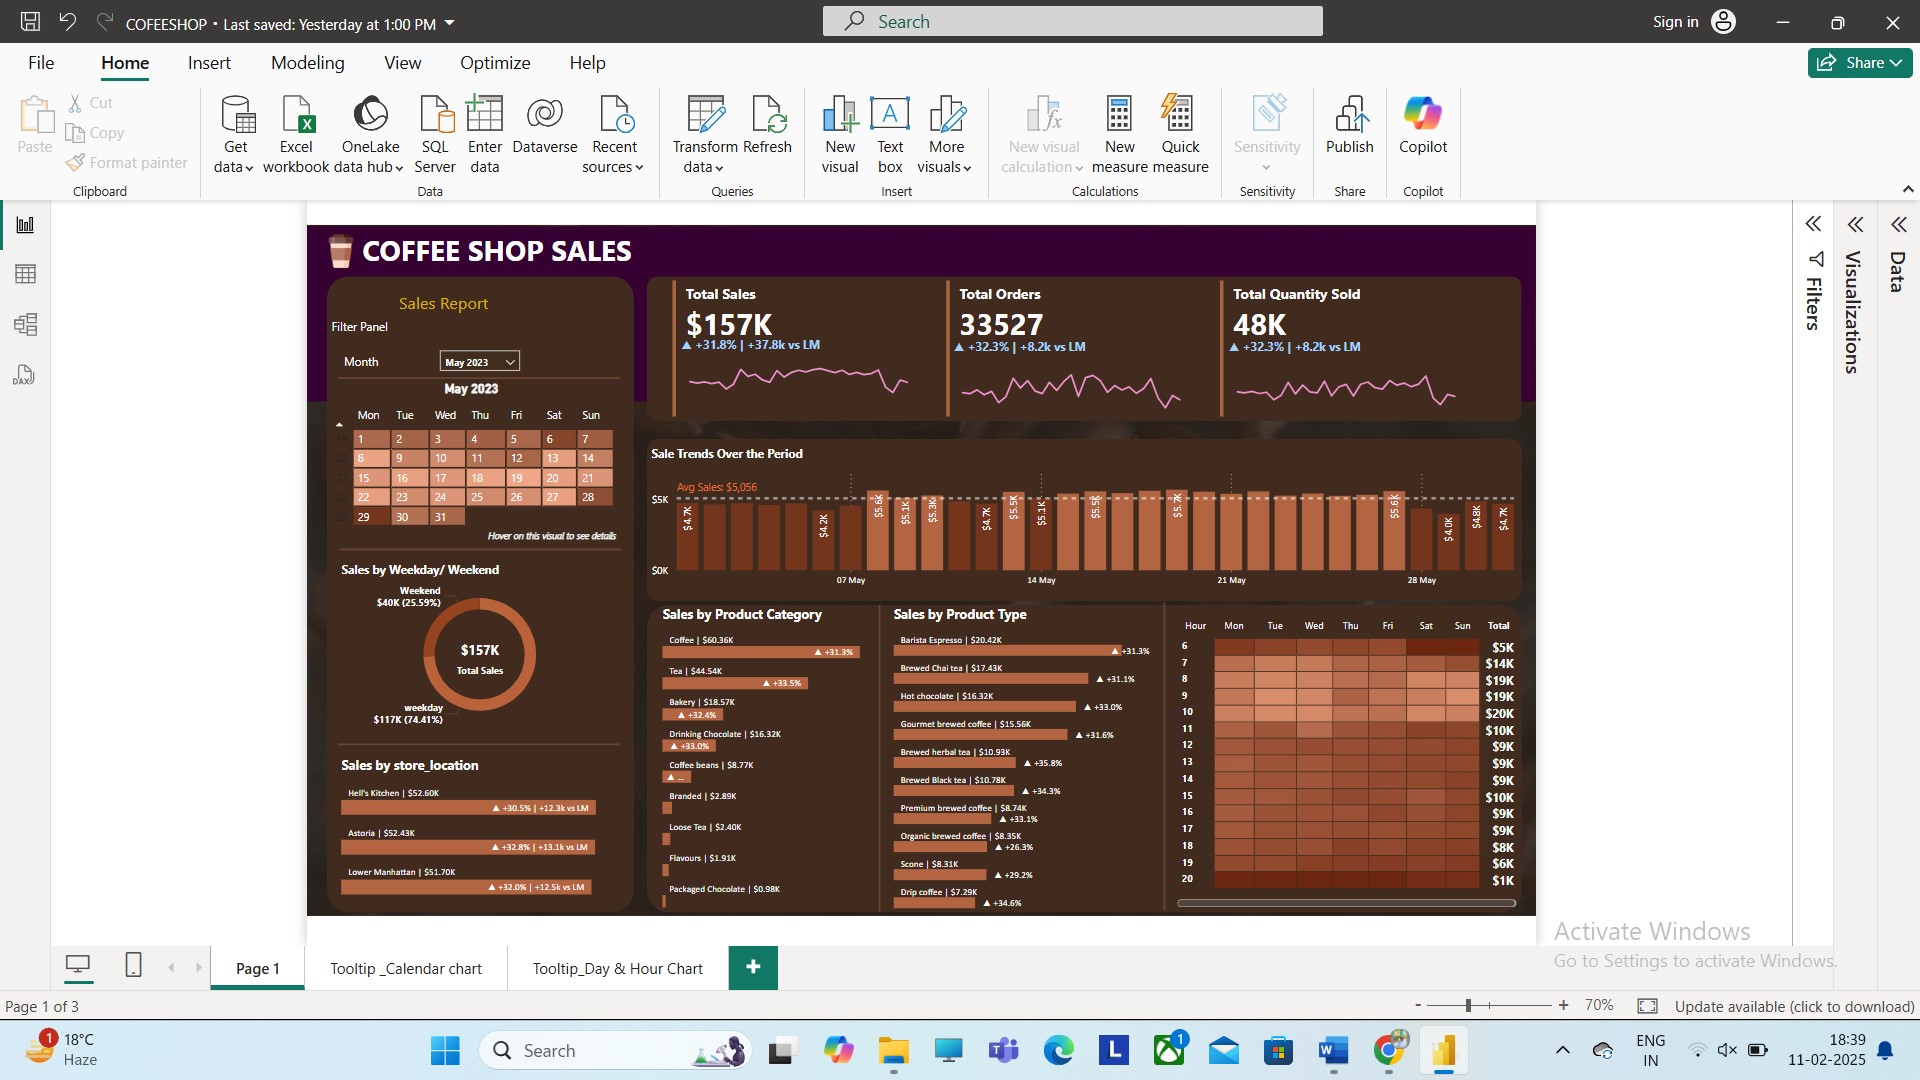 COFEESHOP • Last saved: Yesterday at 1:00 PM
Search
Sign in
File Home Insert Modeling View Optimize Help
Share
Paste
Cut
Copy
Format painter
Clipboard
Get data
Excel workbook
OneLake data hub
SQL Server
Enter data
Dataverse
Recent sources
Data
Transform data
Refresh
Queries
New visual
Text box
More visuals
Insert
New visual calculation
New measure
Quick measure
Calculations
Sensitivity
Sensitivity
Publish
Share
Copilot
Copilot
COFFEE SHOP SALES
Sales Report
Filter Panel
Month May 2023
May 2023
Mon Tue Wed Thu Fri Sat Sun
1 2 3 4 5 6 7
8 9 10 11 12 13 14
15 16 17 18 19 20 21
22 23 24 25 26 27 28
29 30 31
Hover on this visual to see details
Sales by Weekday/ Weekend
Weekend
$40K (25.59%)
$157K
Total Sales
weekday
$117K (74.41%)
Sales by store_location
Hell's Kitchen | $52.60K
▲ +30.5% | +12.3k vs LM
Astoria | $52.43K
▲ +32.8% | +13.1k vs LM
Lower Manhattan | $51.70K
▲ +32.0% | +12.5k vs LM
Total Sales
$157K
▲ +31.8% | +37.8k vs LM
Total Orders
33527
▲ +32.3% | +8.2k vs LM
Total Quantity Sold
48K
▲ +32.3% | +8.2k vs LM
Sale Trends Over the Period
Avg Sales: $5,056
$5K
$0K
$4.7K $4.2K $5.6K $5.1K $5.3K $4.7K $5.5K $5.1K $5.5K $5.7K $5.6K $4.0K $4.8K $4.7K
07 May 14 May 21 May 28 May
Sales by Product Category
Coffee | $60.36K
▲ +31.3%
Tea | $44.54K
▲ +33.5%
Bakery | $18.57K
▲ +32.4%
Drinking Chocolate | $16.32K
▲ +33.0%
Coffee beans | $8.77K
▲ ...
Branded | $2.89K
Loose Tea | $2.40K
Flavours | $1.91K
Packaged Chocolate | $0.98K
Sales by Product Type
Barista Espresso | $20.42K
▲ +31.3%
Brewed Chai tea | $17.43K
▲ +31.1%
Hot chocolate | $16.32K
▲ +33.0%
Gourmet brewed coffee | $15.56K
▲ +31.6%
Brewed herbal tea | $10.93K
▲ +35.8%
Brewed Black tea | $10.78K
▲ +34.3%
Premium brewed coffee | $8.74K
▲ +33.1%
Organic brewed coffee | $8.35K
▲ +26.3%
Scone | $8.31K
▲ +29.2%
Drip coffee | $7.29K
▲ +34.6%
Hour Mon Tue Wed Thu Fri Sat Sun Total
6 $5K
7 $14K
8 $19K
9 $19K
10 $20K
11 $10K
12 $9K
13 $9K
14 $9K
15 $10K
16 $9K
17 $9K
18 $8K
19 $6K
20 $1K
Filters
Visualizations
Data
Activate Windows
Go to Settings to activate Windows.
Page 1
Tooltip _Calendar chart
Tooltip_Day & Hour Chart
+
Page 1 of 3
- + 70%
Update available (click to download)
1
18°C
Haze
Search
1
ENG
IN
18:39
11-02-2025